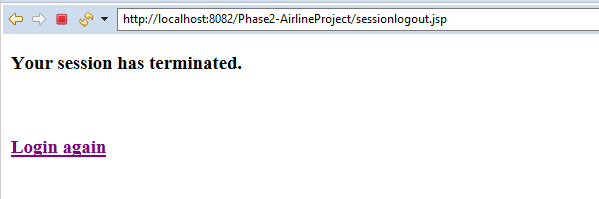 http://localhost:8082/Phase2-AirlineProject/sessionlogout.jsp
Your session has terminated.
Login again